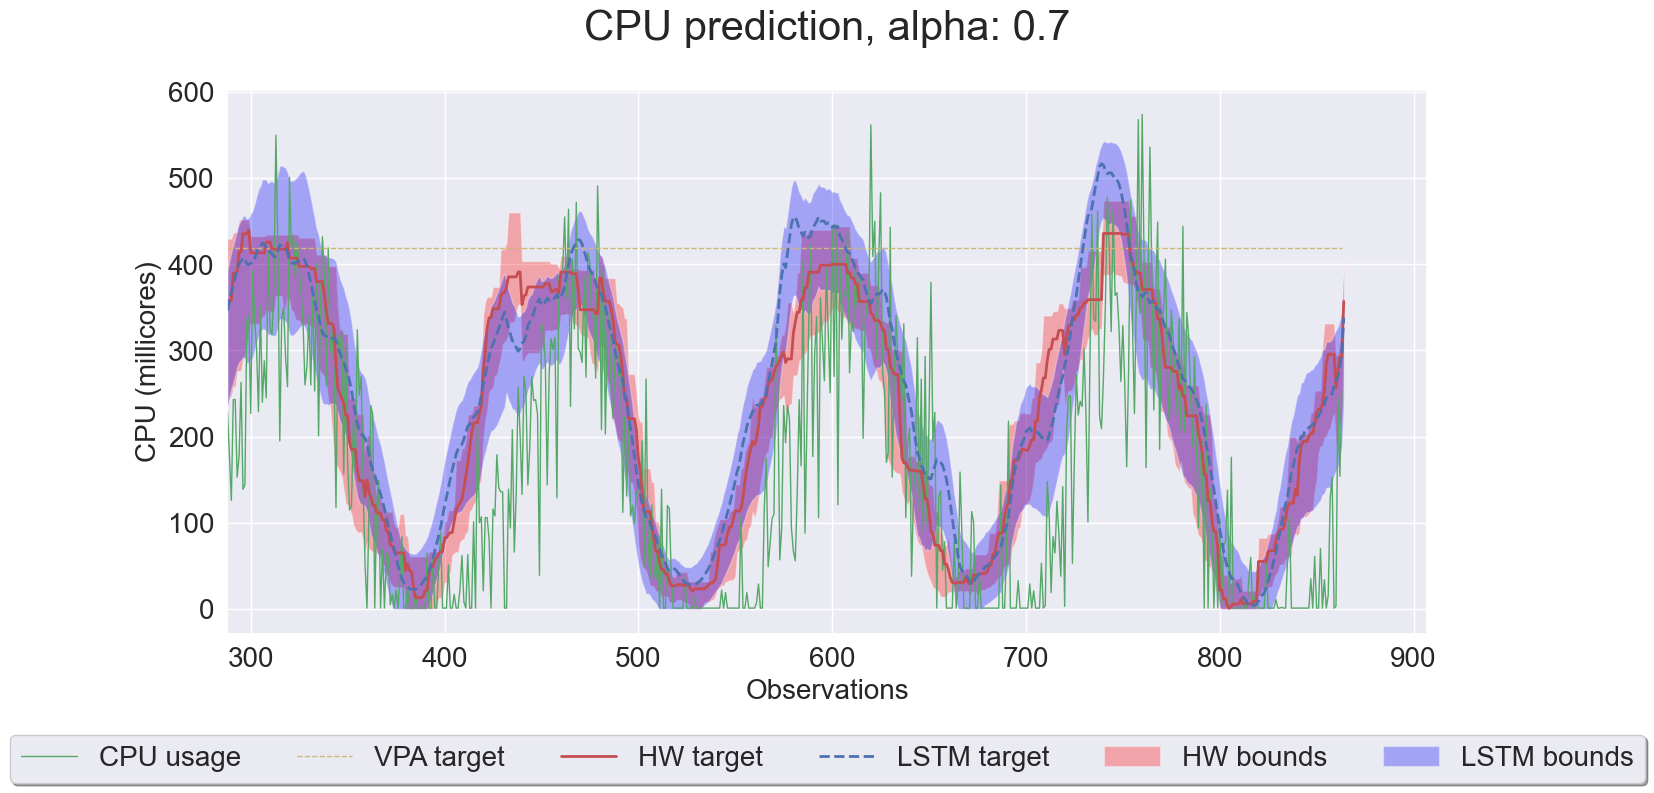 CPU prediction, alpha: 0.7
600
500
400
300
200
100
0
CPU (millicores)
300 400 500 600 700 800 900
Observations
CPU usage VPA target HW target LSTM target HW bounds LSTM bounds